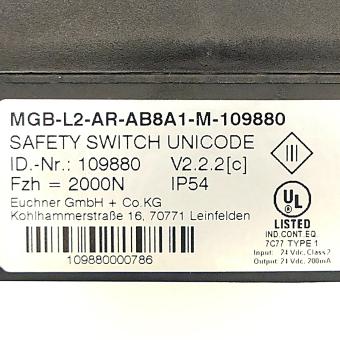 MGB-L2-AR-AB8A1-M-109880
SAFETY SWITCH UNICODE
ID.-Nr.: 109880 V2.2.2[c]
Fzh = 2000N IP54
Euchner GmbH + Co.KG
Kohlhammerstraße 16, 70771 Leinfelden
109880000786
III
UL
LISTED
IND.CONT.EQ.
7C77 TYPE 1
Input: 24 Vdc, Class 2
Output: 24 Vdc, 200mA